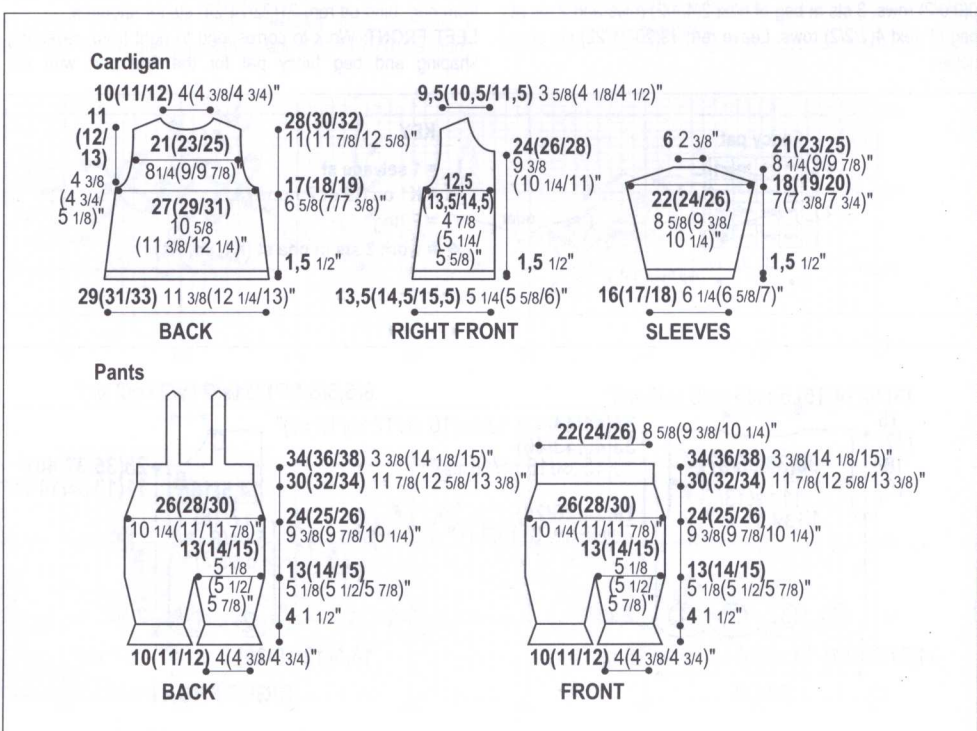 Cardigan
10(11/12) 4(4 3/8/4 3/4)"
11
(12/
13)
4 3/8
(4 3/4/
5 1/8)"
21(23/25)
8 1/4(9/9 7/8)"
27(29/31)
10 5/8
(11 3/8/12 1/4)"
28(30/32)
11(11 7/8/12 5/8)"
17(18/19)
6 5/8(7/7 3/8)"
1,5 1/2"
29(31/33) 11 3/8(12 1/4/13)"
BACK
9,5(10,5/11,5) 3 5/8(4 1/8/4 1/2)"
12,5
(13,5/14,5)
4 7/8
(5 1/4/
5 5/8)"
24(26/28)
9 3/8
(10 1/4/11)"
1,5 1/2"
13,5(14,5/15,5) 5 1/4(5 5/8/6)"
RIGHT FRONT
6 2 3/8"
22(24/26)
8 5/8(9 3/8/
10 1/4)"
21(23/25)
8 1/4(9/9 7/8)"
18(19/20)
7(7 3/8/7 3/4)"
1,5 1/2"
16(17/18) 6 1/4(6 5/8/7)"
SLEEVES
Pants
34(36/38) 3 3/8(14 1/8/15)"
30(32/34) 11 7/8(12 5/8/13 3/8)"
26(28/30)
10 1/4(11/11 7/8)"
24(25/26)
9 3/8(9 7/8/10 1/4)"
13(14/15)
5 1/8
(5 1/2/
5 7/8)"
13(14/15)
5 1/8(5 1/2/5 7/8)"
4 1 1/2"
10(11/12) 4(4 3/8/4 3/4)"
BACK
22(24/26) 8 5/8(9 3/8/10 1/4)"
34(36/38) 3 3/8(14 1/8/15)"
30(32/34) 11 7/8(12 5/8/13 3/8)"
26(28/30)
10 1/4(11/11 7/8)"
24(25/26)
9 3/8(9 7/8/10 1/4)"
13(14/15)
5 1/8
(5 1/2/
5 7/8)"
13(14/15)
5 1/8(5 1/2/5 7/8)"
4 1 1/2"
10(11/12) 4(4 3/8/4 3/4)"
FRONT